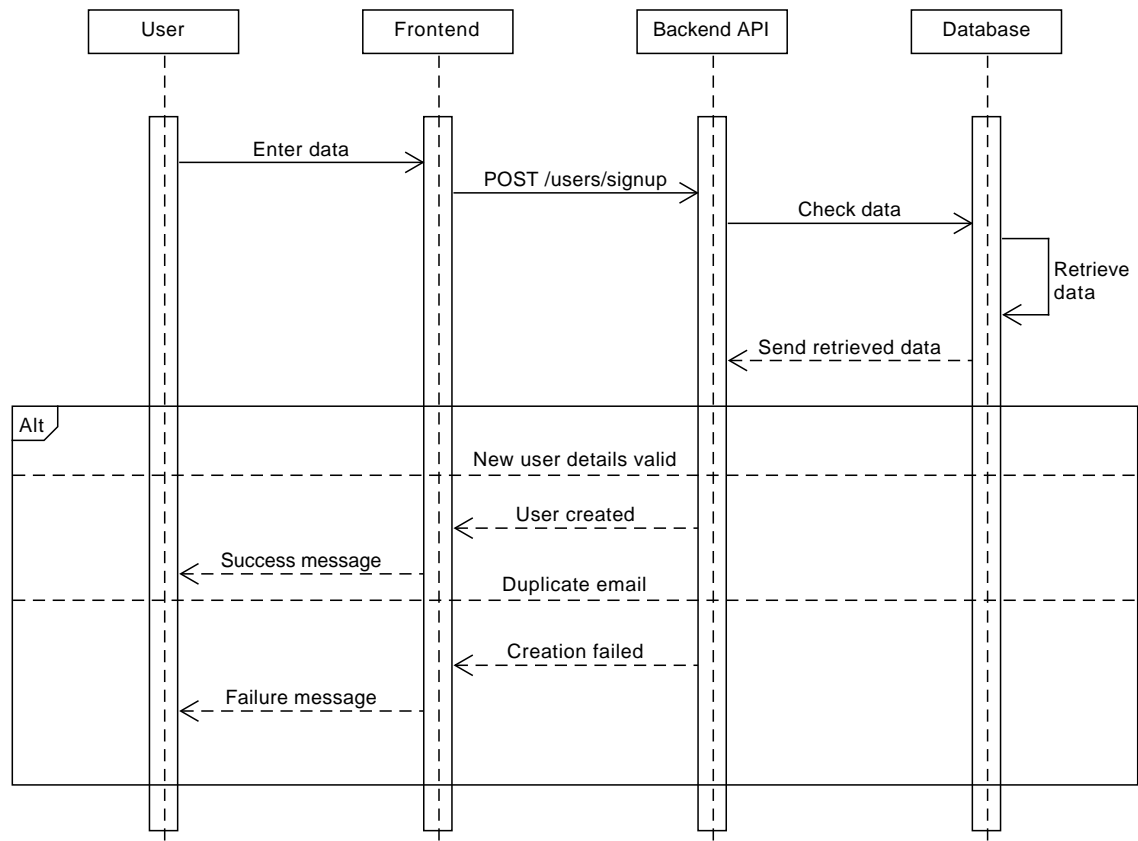 User
Frontend
Backend API
Database
Enter data
POST /users/signup
Check data
Retrieve
data
Send retrieved data
Alt
New user details valid
User created
Success message
Duplicate email
Creation failed
Failure message